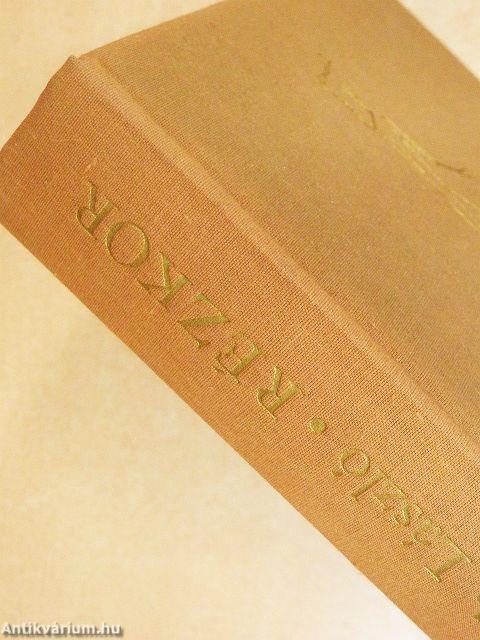 László • RÉZKOR
Antikvárium.hu